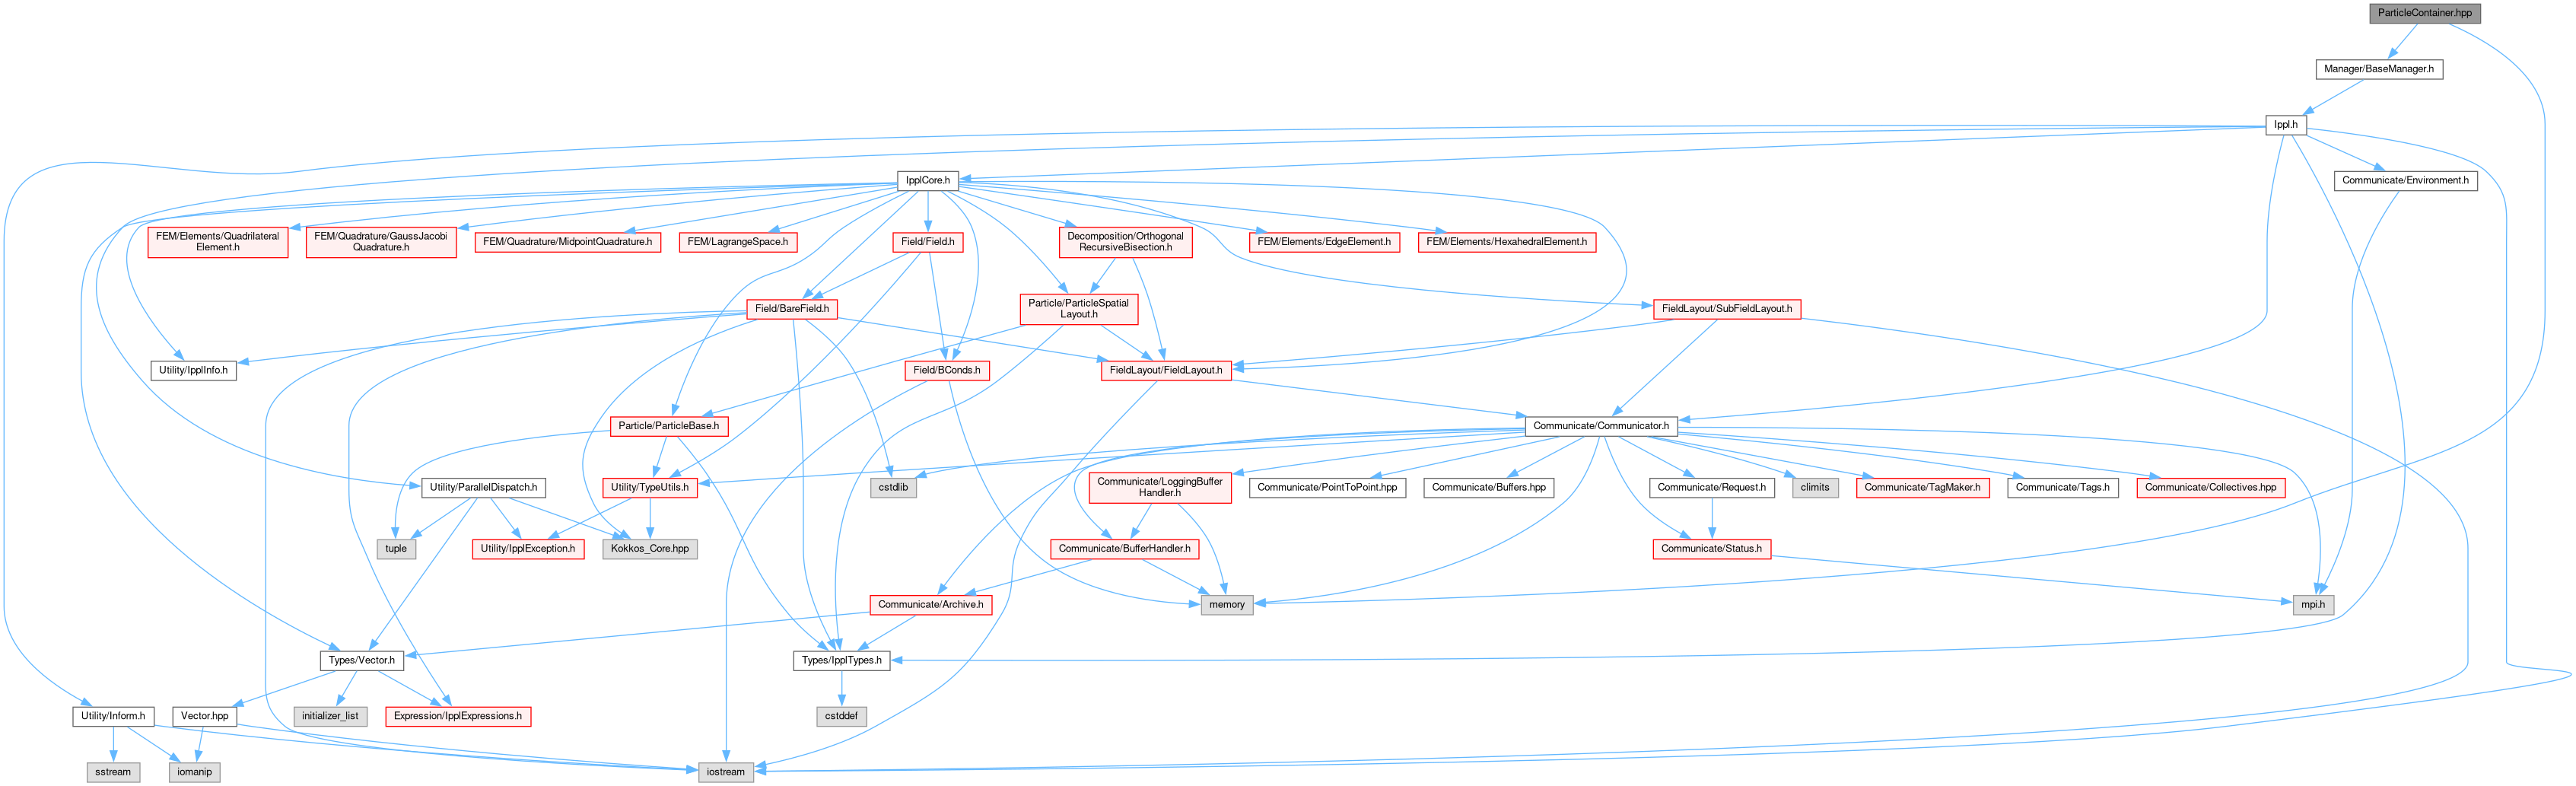 ParticleContainer.hpp
Manager/BaseManager.h
Ippl.h
IpplCore.h
Communicate/Environment.h
FEM/Elements/Quadrilateral
Element.h
FEM/Quadrature/GaussJacobi
Quadrature.h
FEM/Quadrature/MidpointQuadrature.h
FEM/LagrangeSpace.h
Field/Field.h
Decomposition/Orthogonal
RecursiveBisection.h
FEM/Elements/EdgeElement.h
FEM/Elements/HexahedralElement.h
Field/BareField.h
Particle/ParticleSpatial
Layout.h
FieldLayout/SubFieldLayout.h
Utility/IpplInfo.h
Field/BConds.h
FieldLayout/FieldLayout.h
Particle/ParticleBase.h
Communicate/Communicator.h
Utility/ParallelDispatch.h
Utility/TypeUtils.h
cstdlib
Communicate/LoggingBuffer
Handler.h
Communicate/PointToPoint.hpp
Communicate/Buffers.hpp
Communicate/Request.h
climits
Communicate/TagMaker.h
Communicate/Tags.h
Communicate/Collectives.hpp
tuple
Utility/IpplException.h
Kokkos_Core.hpp
Communicate/BufferHandler.h
Communicate/Status.h
Communicate/Archive.h
memory
mpi.h
Types/Vector.h
Types/IpplTypes.h
Utility/Inform.h
Vector.hpp
initializer_list
Expression/IpplExpressions.h
cstddef
sstream
iomanip
iostream